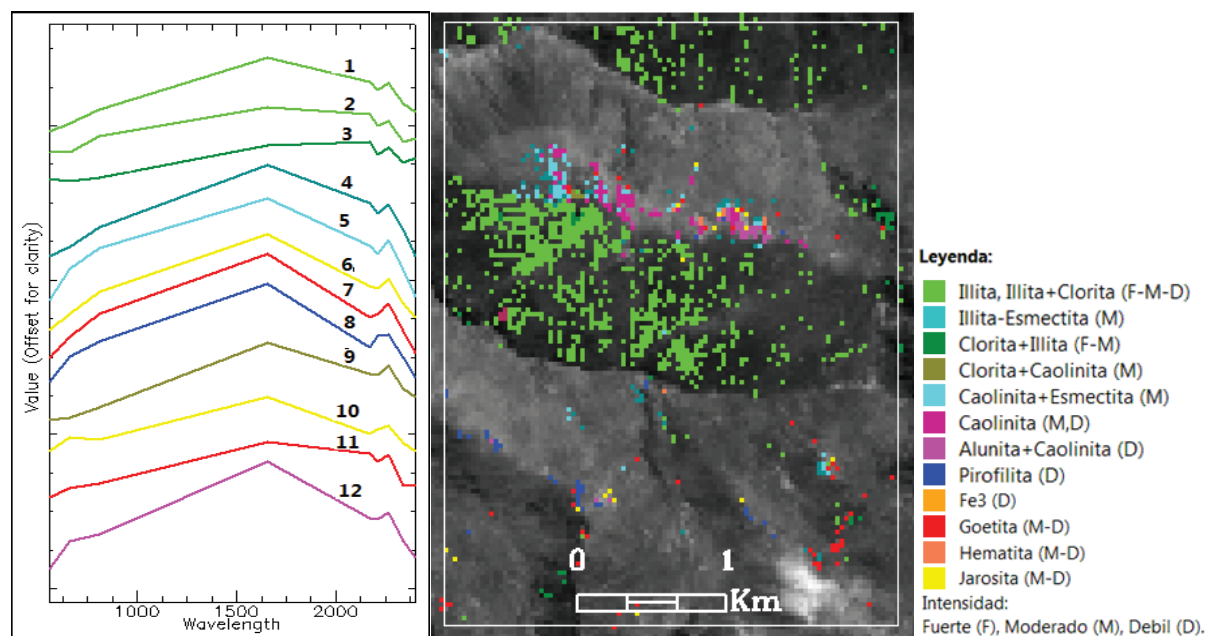 Value (Offset for clarity)
1
2
3
4
5
6
7
8
9
10
11
12
1000
1500
2000
Wavelength
0
1
Km
Leyenda:
Illita, Illita+Clorita (F-M-D)
Illita-Esmectita (M)
Clorita+Illita (F-M)
Clorita+Caolinita (M)
Caolinita+Esmectita (M)
Caolinita (M,D)
Alunita+Caolinita (D)
Pirofilita (D)
Fe3 (D)
Goetita (M-D)
Hematita (M-D)
Jarosita (M-D)
Intensidad:
Fuerte (F), Moderado (M), Debil (D).